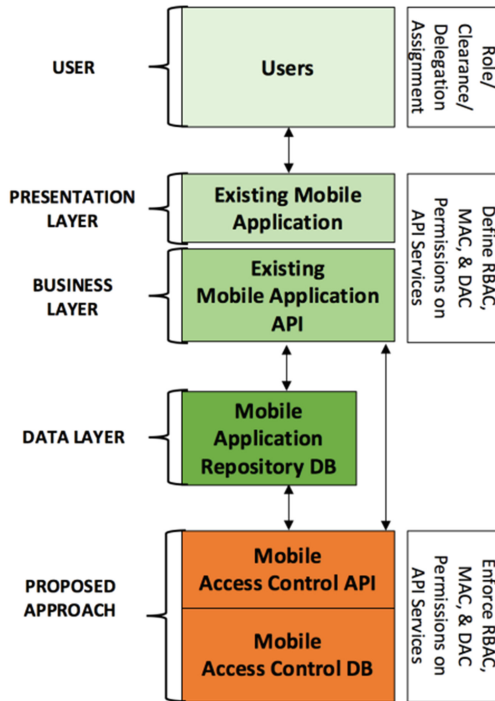 USER
Users
Role/
Clearance/
Delegation
Assignment
PRESENTATION
LAYER
Existing Mobile
Application
BUSINESS
LAYER
Existing
Mobile Application
API
Define RBAC,
MAC, & DAC
Permissions on
API Services
DATA LAYER
Mobile
Application
Repository DB
PROPOSED
APPROACH
Mobile
Access Control API
Mobile
Access Control DB
Enforce RBAC,
MAC, & DAC
Permissions on
API Services